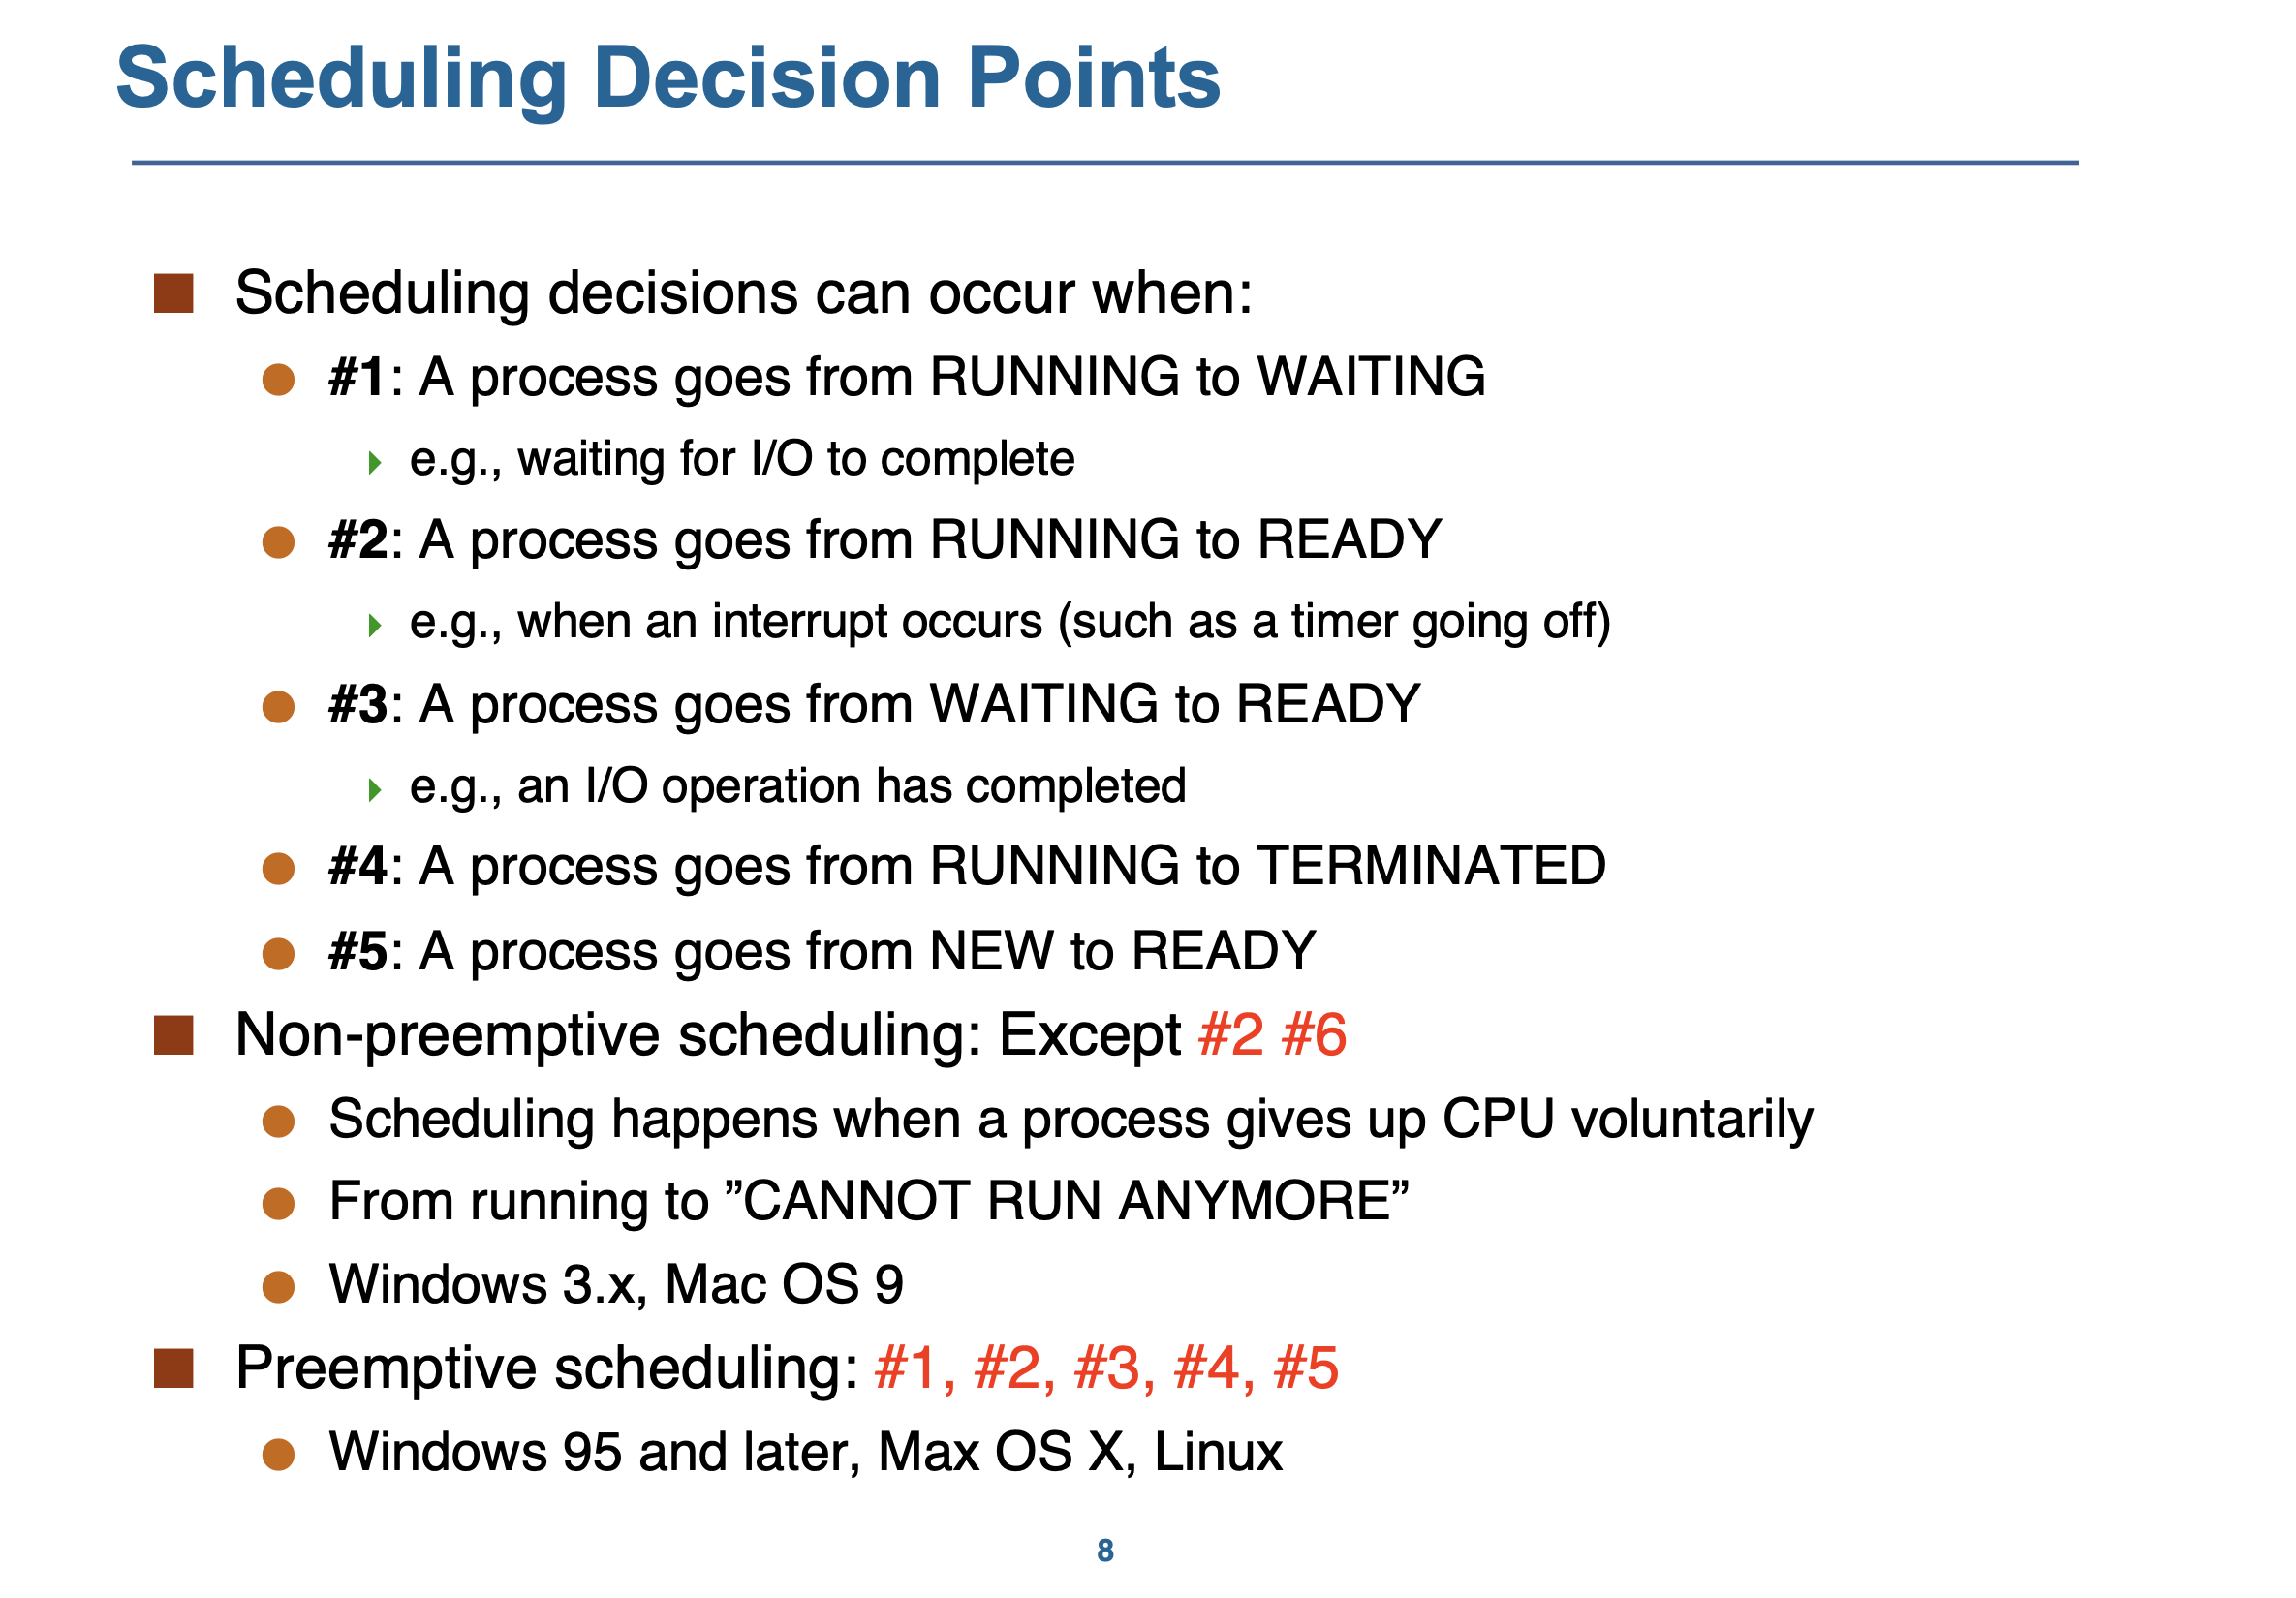 Scheduling Decision Points
Scheduling decisions can occur when:
#1: A process goes from RUNNING to WAITING
e.g., waiting for I/O to complete
#2: A process goes from RUNNING to READY
e.g., when an interrupt occurs (such as a timer going off)
#3: A process goes from WAITING to READY
e.g., an I/O operation has completed
#4: A process goes from RUNNING to TERMINATED
#5: A process goes from NEW to READY
Non-preemptive scheduling: Except #2 #6
Scheduling happens when a process gives up CPU voluntarily
From running to ”CANNOT RUN ANYMORE”
Windows 3.x, Mac OS 9
Preemptive scheduling: #1, #2, #3, #4, #5
Windows 95 and later, Max OS X, Linux
8